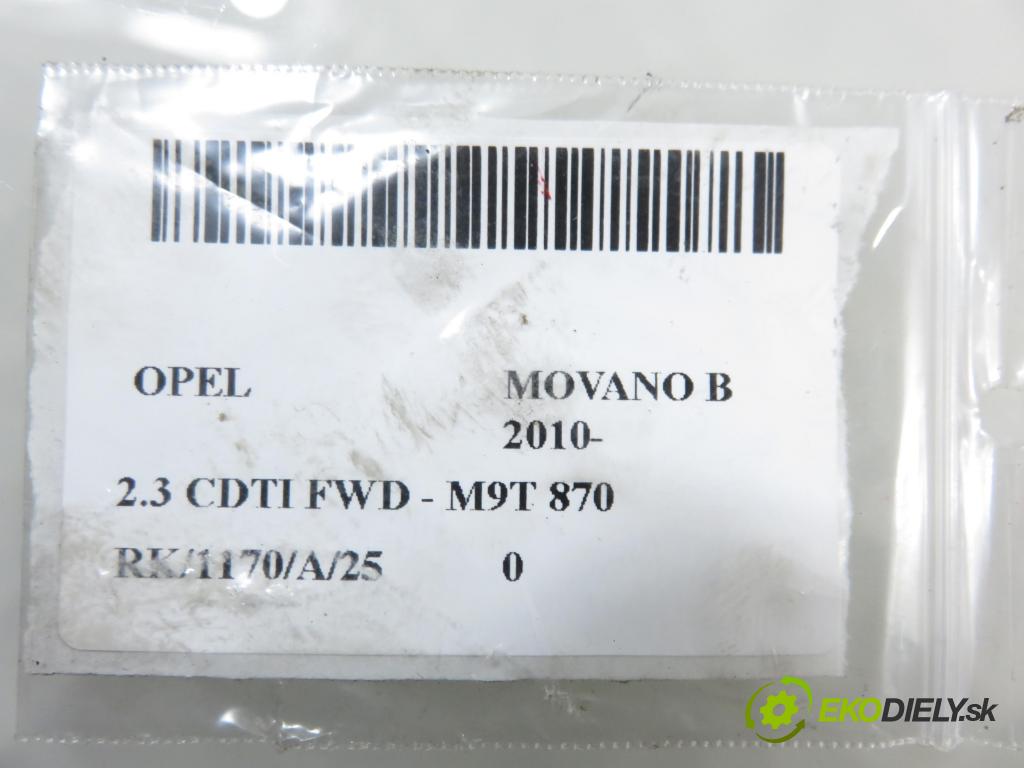 OPEL MOVANO B
2010-
2.3 CDTI FWD - M9T 870
RK/1170/A/25 0
EKODIELY.sk